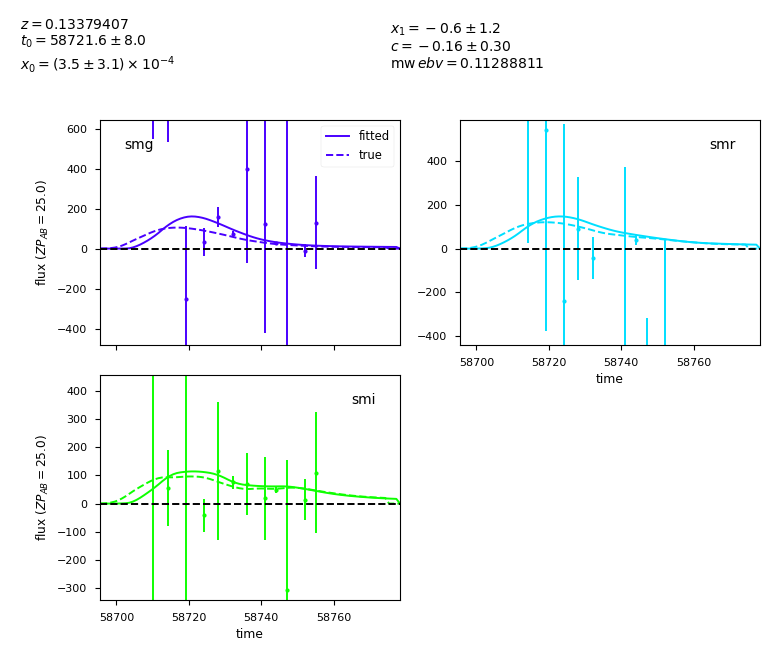 z = 0.13379407
t₀ = 58721.6 ± 8.0
x₀ = (3.5 ± 3.1) × 10⁻⁴
x₁ = −0.6 ± 1.2
c = −0.16 ± 0.30
mw ebv = 0.11288811
smg
fitted
true
600
400
200
0
−200
−400
flux (ZP_AB = 25.0)
smr
400
200
0
−200
−400
58700 58720 58740 58760
time
smi
400
300
200
100
0
−100
−200
−300
flux (ZP_AB = 25.0)
58700 58720 58740 58760
time